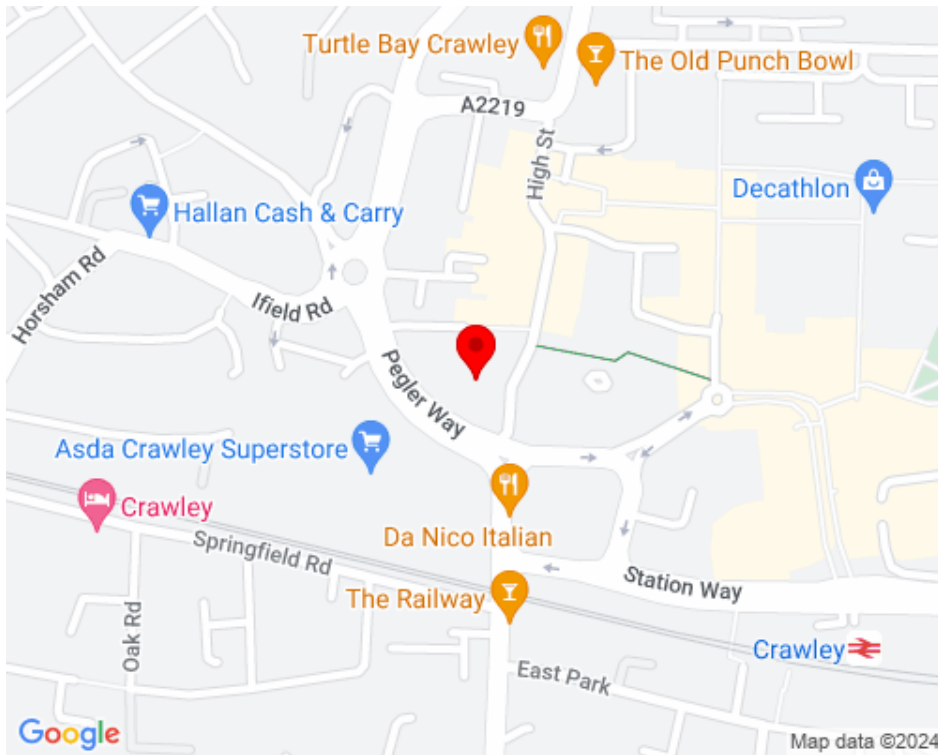 Turtle Bay Crawley
The Old Punch Bowl
A2219
High St
Decathlon
Hallan Cash & Carry
Horsham Rd
Ifield Rd
Pegler Way
Asda Crawley Superstore
Crawley
Da Nico Italian
Springfield Rd
Station Way
The Railway
Oak Rd
Crawley
East Park
Google
Map data ©2024